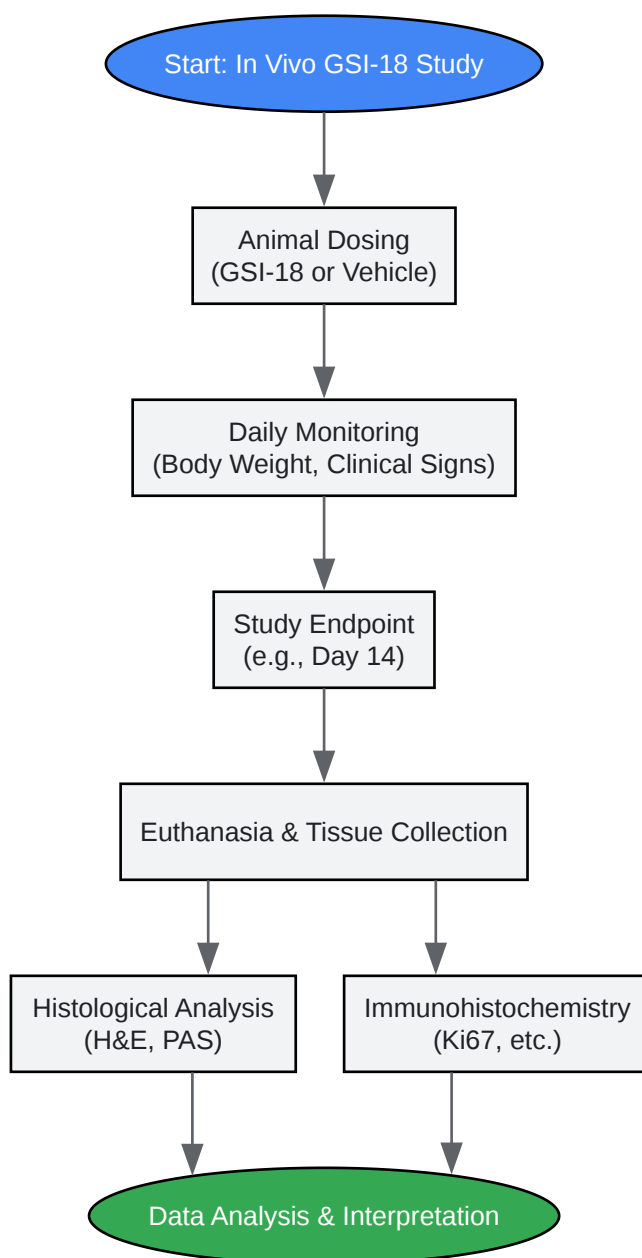 Start: In Vivo GSI-18 Study
Animal Dosing
(GSI-18 or Vehicle)
Daily Monitoring
(Body Weight, Clinical Signs)
Study Endpoint
(e.g., Day 14)
Euthanasia & Tissue Collection
Histological Analysis
(H&E, PAS)
Immunohistochemistry
(Ki67, etc.)
Data Analysis & Interpretation